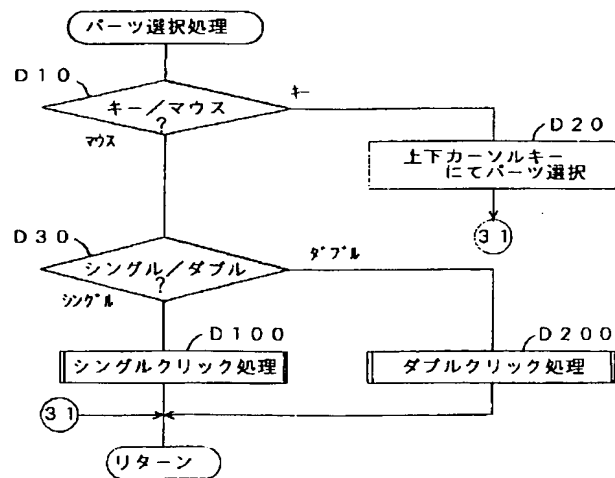 パーツ選択処理
D10
キー/マウス
?
キー
マウス
D20
上下カーソルキー
にてパーツ選択
31
D30
シングル/ダブル
?
ダブル
シングル
D100
シングルクリック処理
D200
ダブルクリック処理
31
リターン